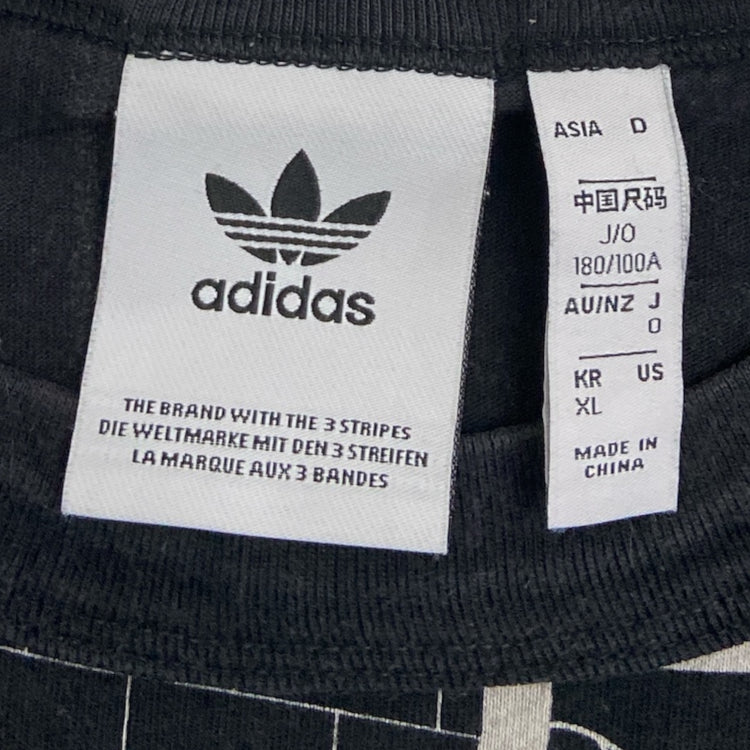 adidas
THE BRAND WITH THE 3 STRIPES
DIE WELTMARKE MIT DEN 3 STREIFEN
LA MARQUE AUX 3 BANDES
ASIA D
中国尺码
J/O
180/100A
AU/NZ J
O
KR US
XL
MADE IN
CHINA